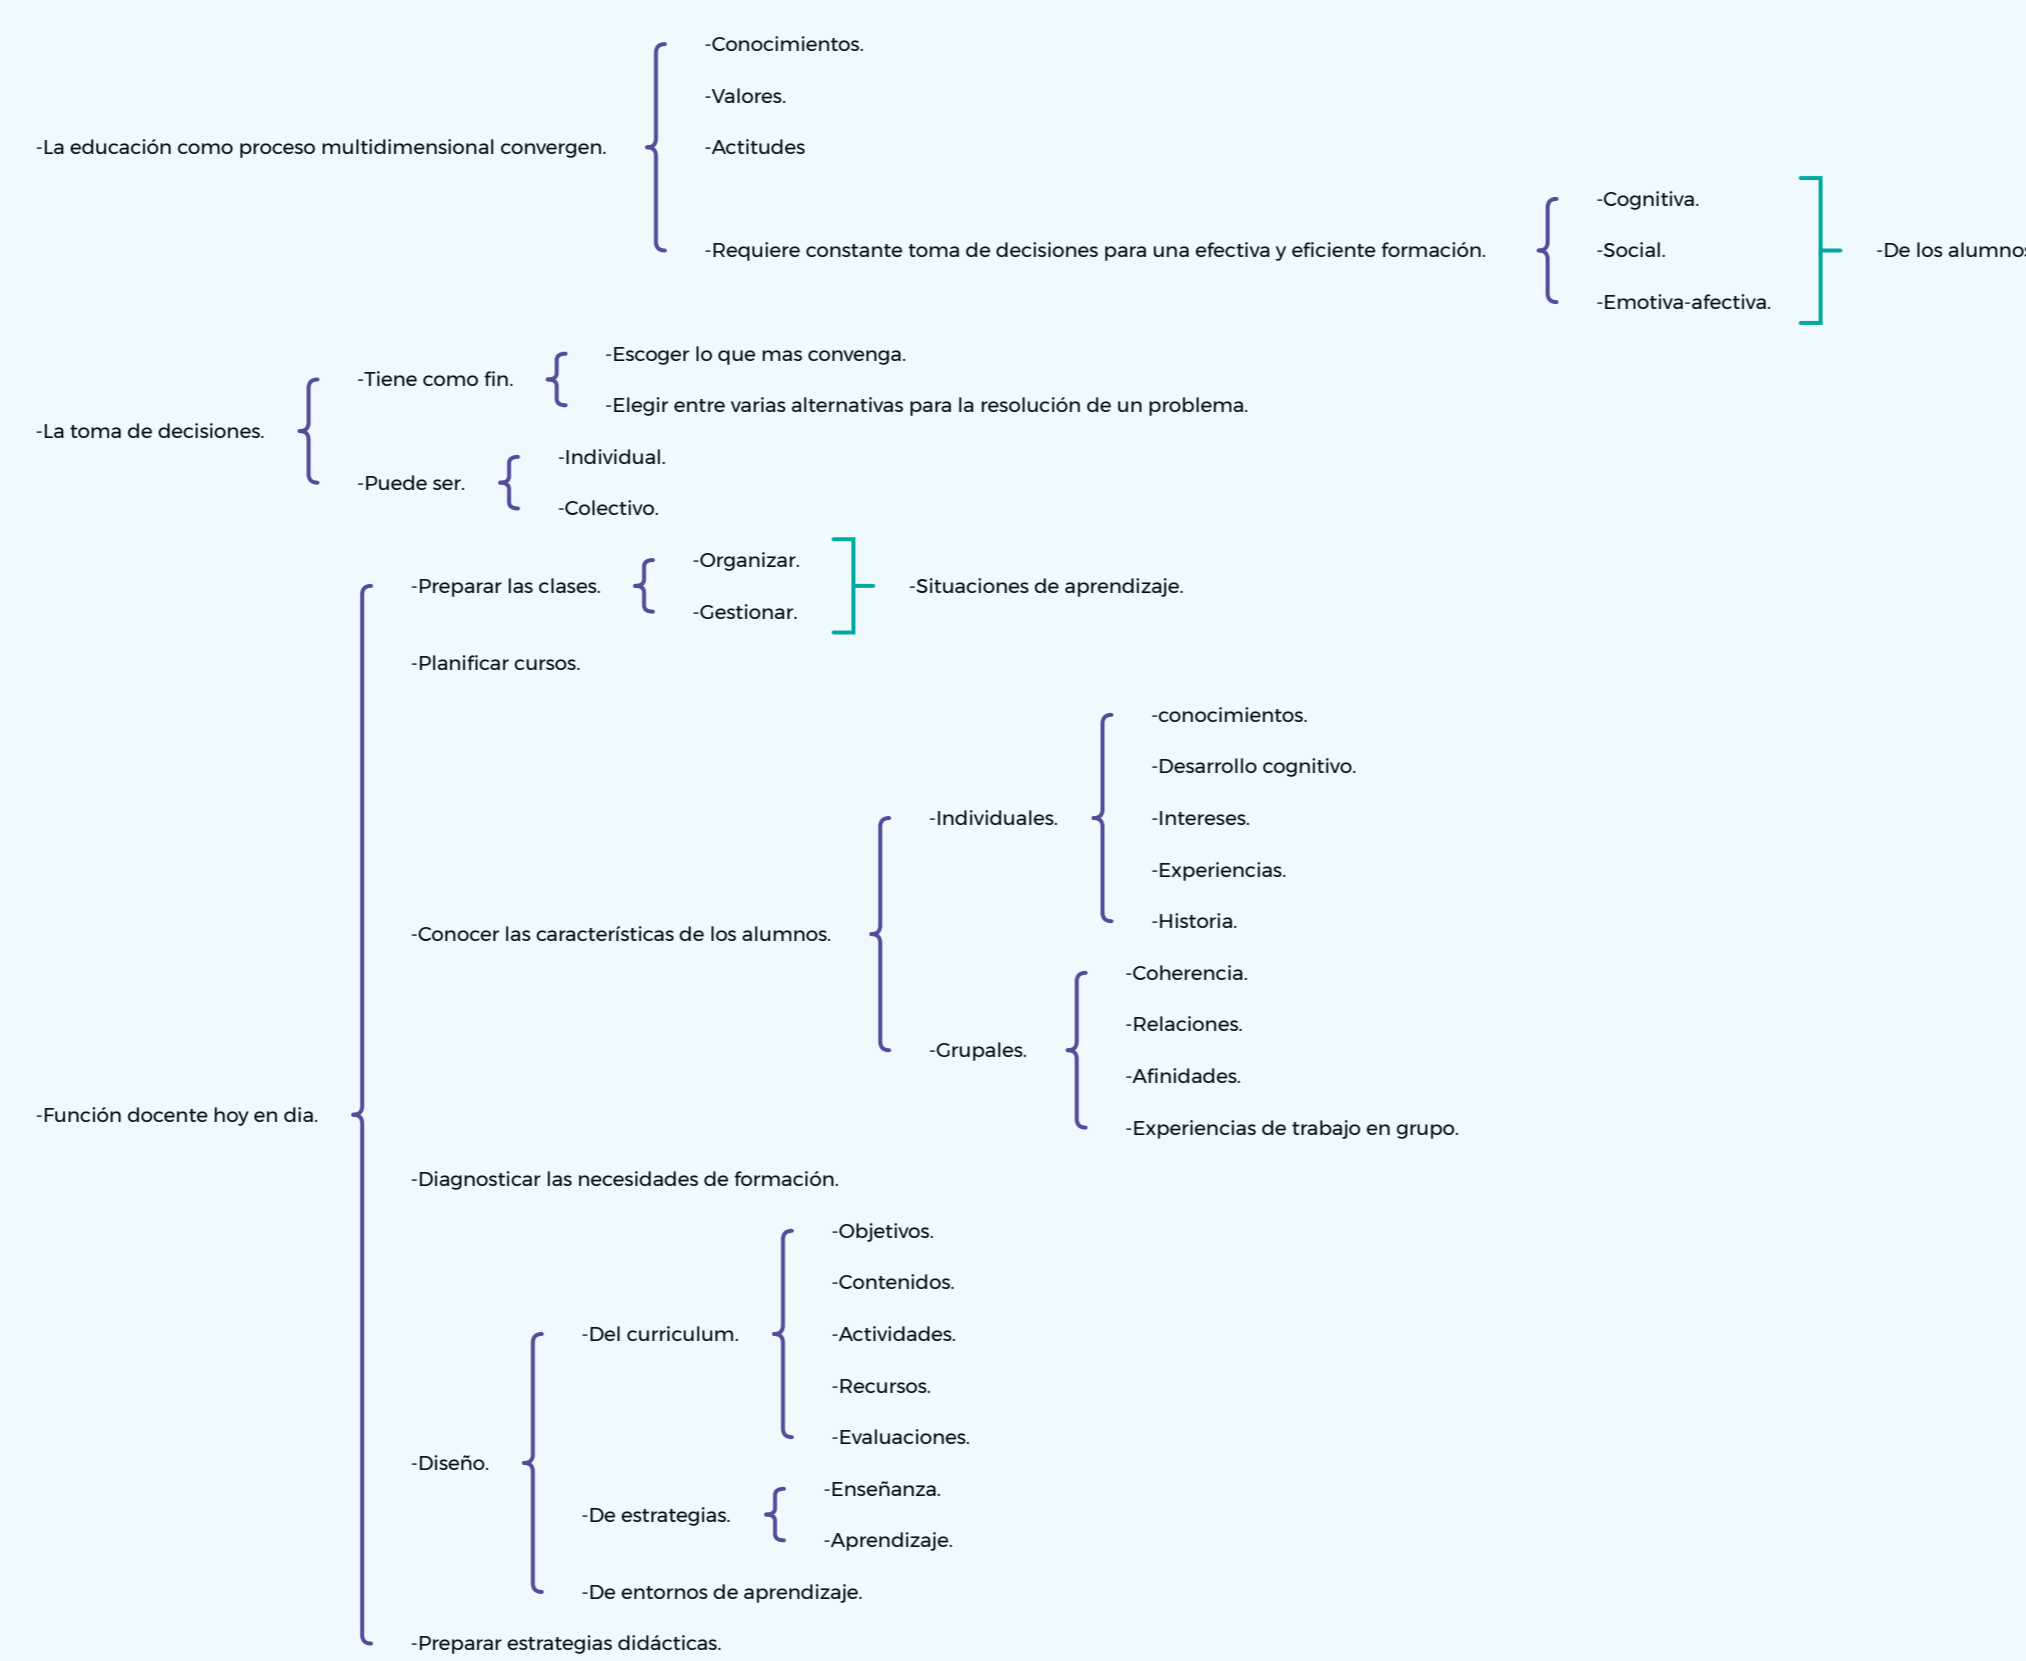 -Conocimientos.
-Valores.
-La educación como proceso multidimensional convergen.
-Actitudes
-Cognitiva.
-Requiere constante toma de decisiones para una efectiva y eficiente formación.
-Social.
-De los alumnos
-Emotiva-afectiva.
-Escoger lo que mas convenga.
-Tiene como fin.
-Elegir entre varias alternativas para la resolución de un problema.
-La toma de decisiones.
-Individual.
-Puede ser.
-Colectivo.
-Organizar.
-Preparar las clases.
-Situaciones de aprendizaje.
-Gestionar.
-Planificar cursos.
-conocimientos.
-Desarrollo cognitivo.
-Individuales.
-Intereses.
-Experiencias.
-Historia.
-Conocer las características de los alumnos.
-Coherencia.
-Relaciones.
-Grupales.
-Afinidades.
-Experiencias de trabajo en grupo.
-Función docente hoy en dia.
-Diagnosticar las necesidades de formación.
-Objetivos.
-Contenidos.
-Del curriculum.
-Actividades.
-Recursos.
-Evaluaciones.
-Diseño.
-Enseñanza.
-De estrategias.
-Aprendizaje.
-De entornos de aprendizaje.
-Preparar estrategias didácticas.